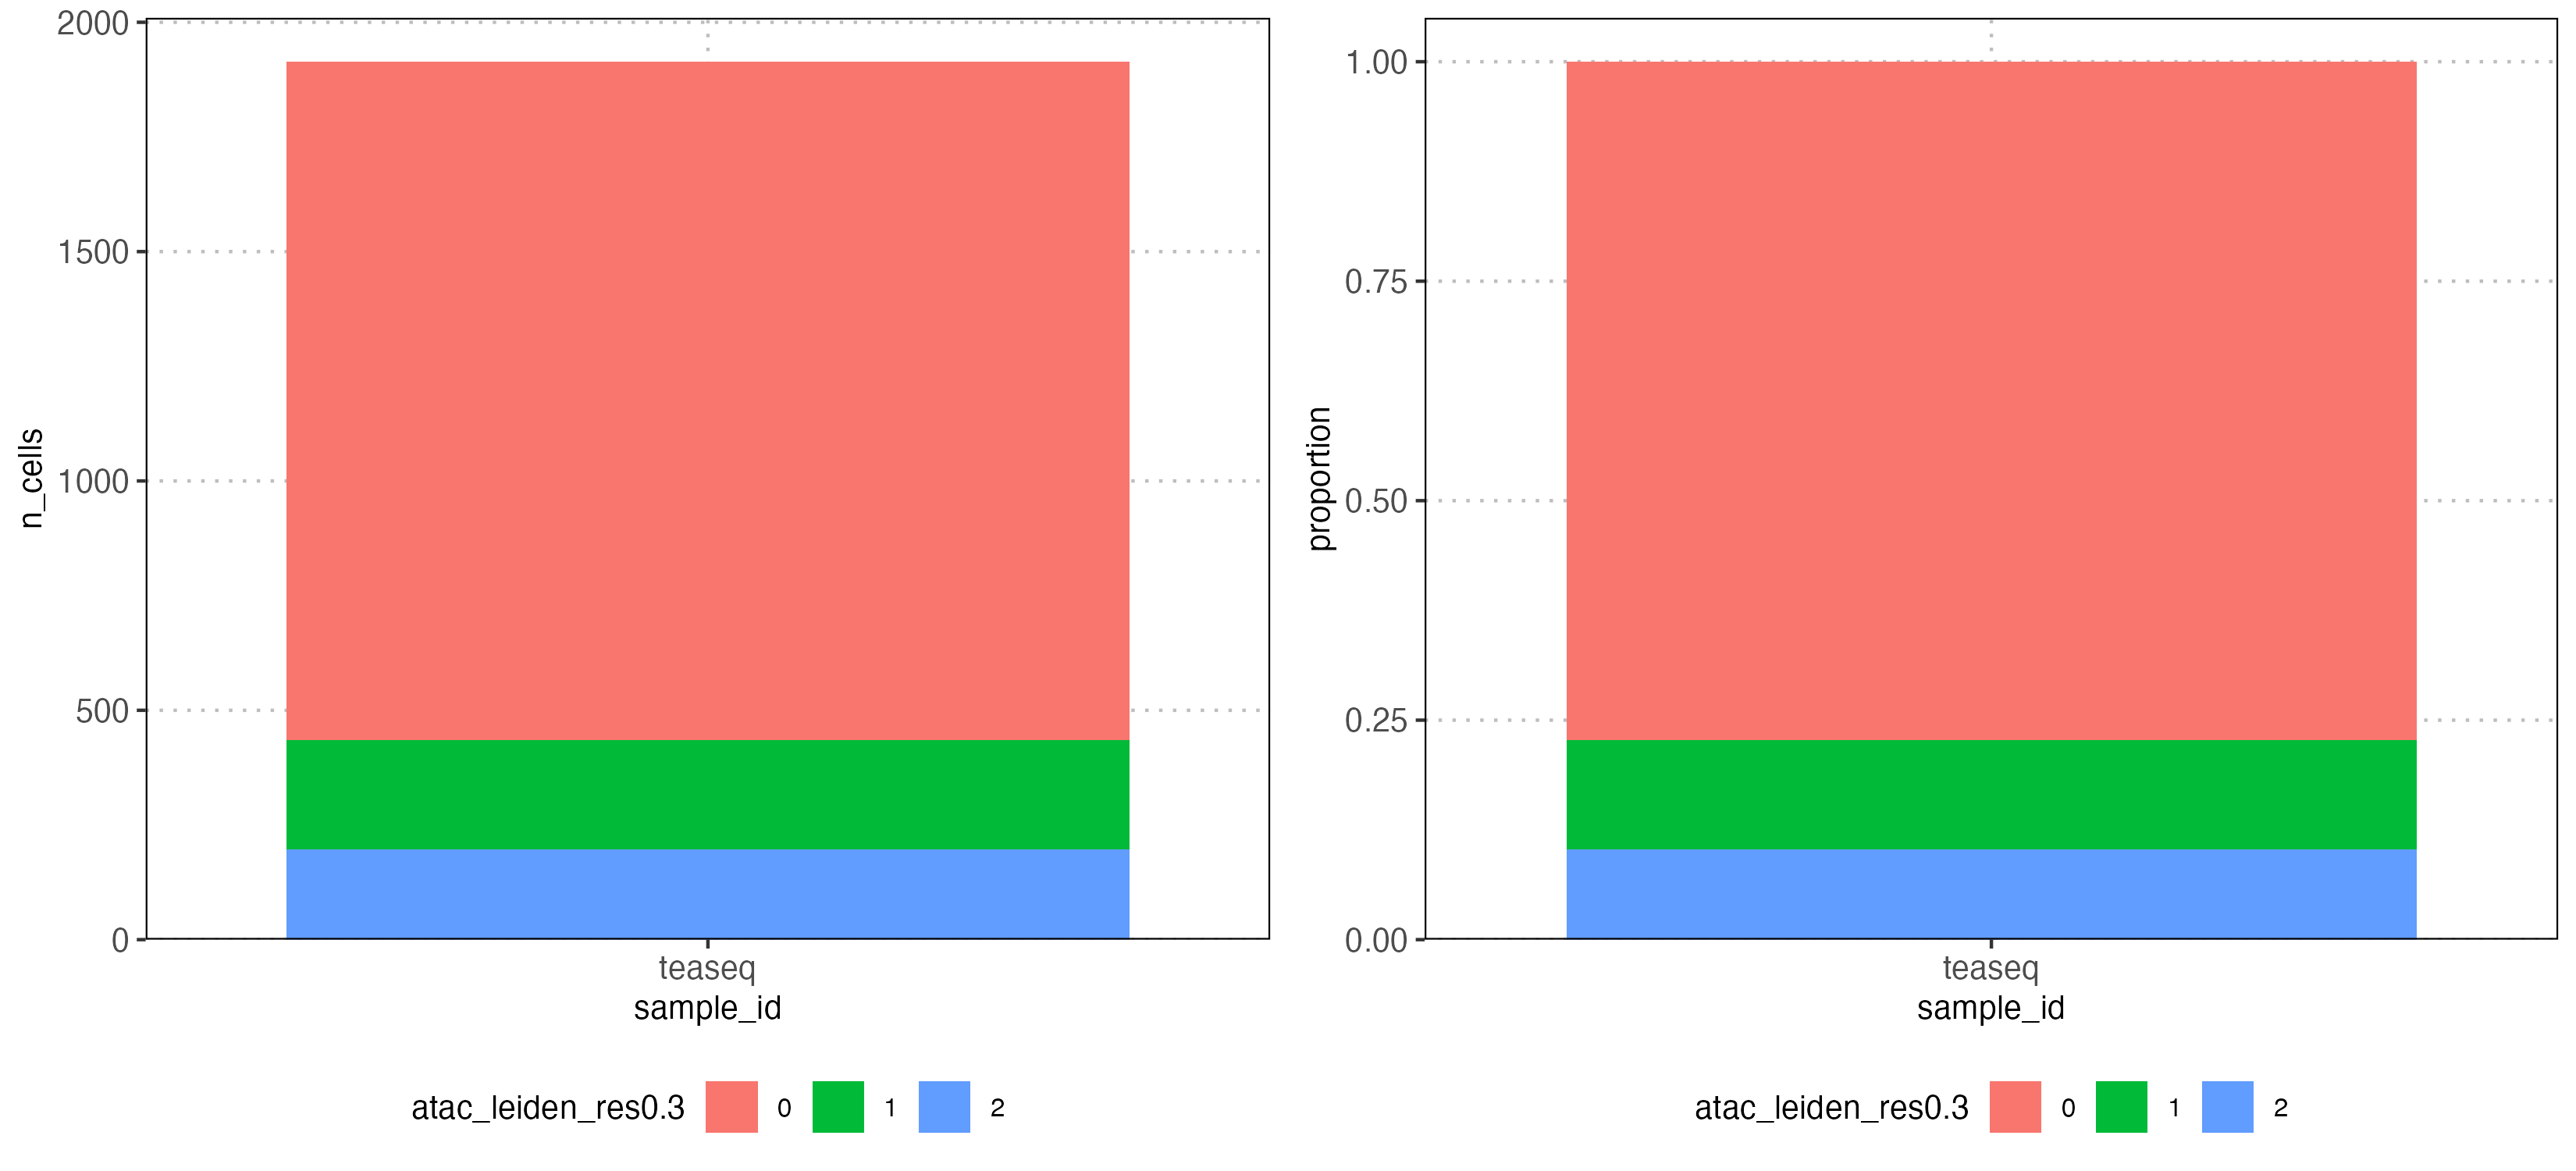 2000
1500
1000
500
0
n_cells
teaseq
sample_id
atac_leiden_res0.3 0 1 2
1.00
0.75
0.50
0.25
0.00
proportion
teaseq
sample_id
atac_leiden_res0.3 0 1 2